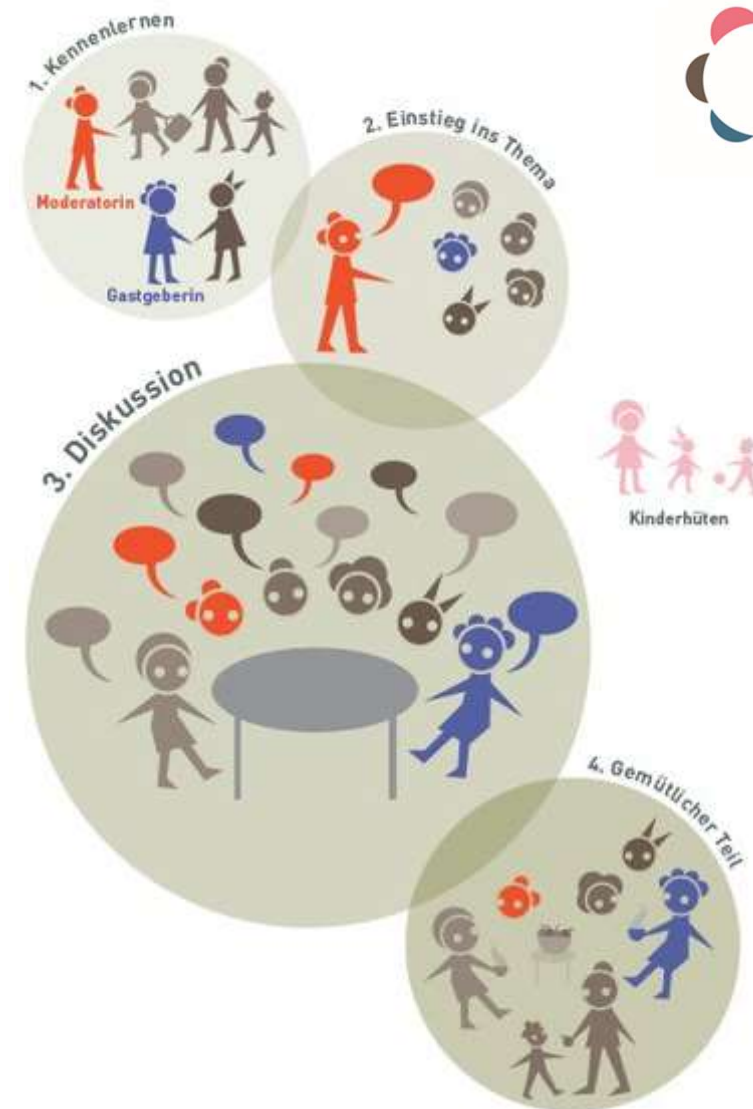 1. Kennenlernen
Moderatorin
Gastgeberin
2. Einstieg ins Thema
3. Diskussion
Kinderhüten
4. Gemütlicher Teil